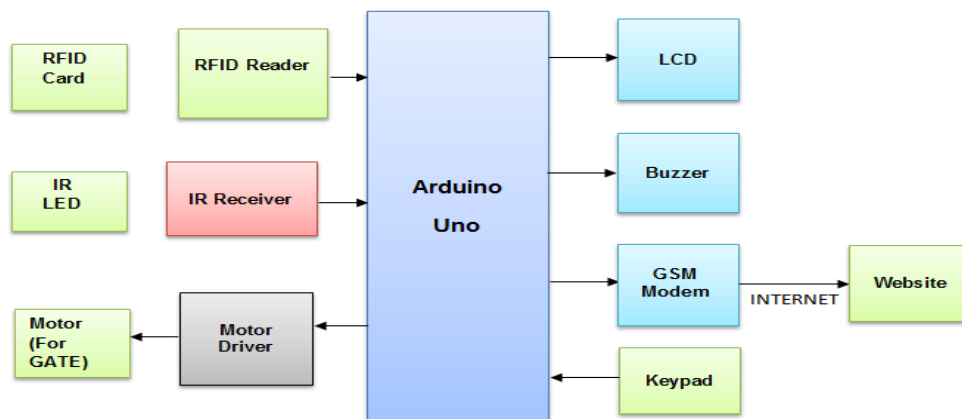 RFID
Card
RFID Reader
LCD
IR
LED
IR Receiver
Arduino
Uno
Buzzer
GSM
Modem
INTERNET
Website
Motor
(For
GATE)
Motor
Driver
Keypad